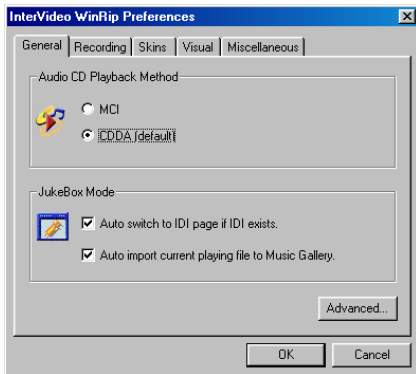 InterVideo WinRip Preferences
General Recording Skins Visual Miscellaneous
Audio CD Playback Method
MCI
CDDA (default)
JukeBox Mode
Auto switch to IDI page if IDI exists.
Auto import current playing file to Music Gallery.
Advanced...
OK Cancel